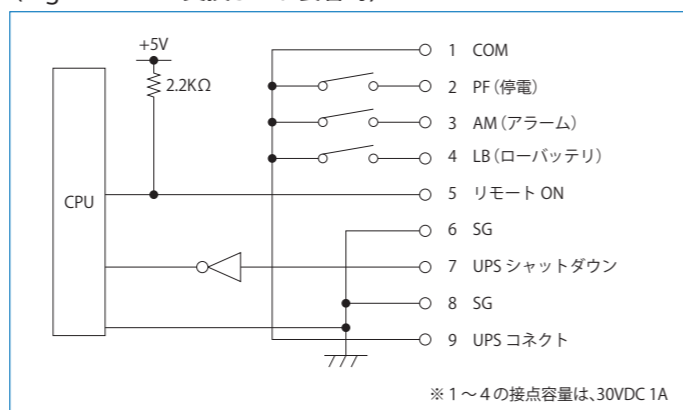 +5V
2.2KΩ
CPU
1 COM
2 PF(停電)
3 AM(アラーム)
4 LB(ローバッテリ)
5 リモート ON
6 SG
7 UPS シャットダウン
8 SG
9 UPS コネクト
※1～4の接点容量は、30VDC 1A